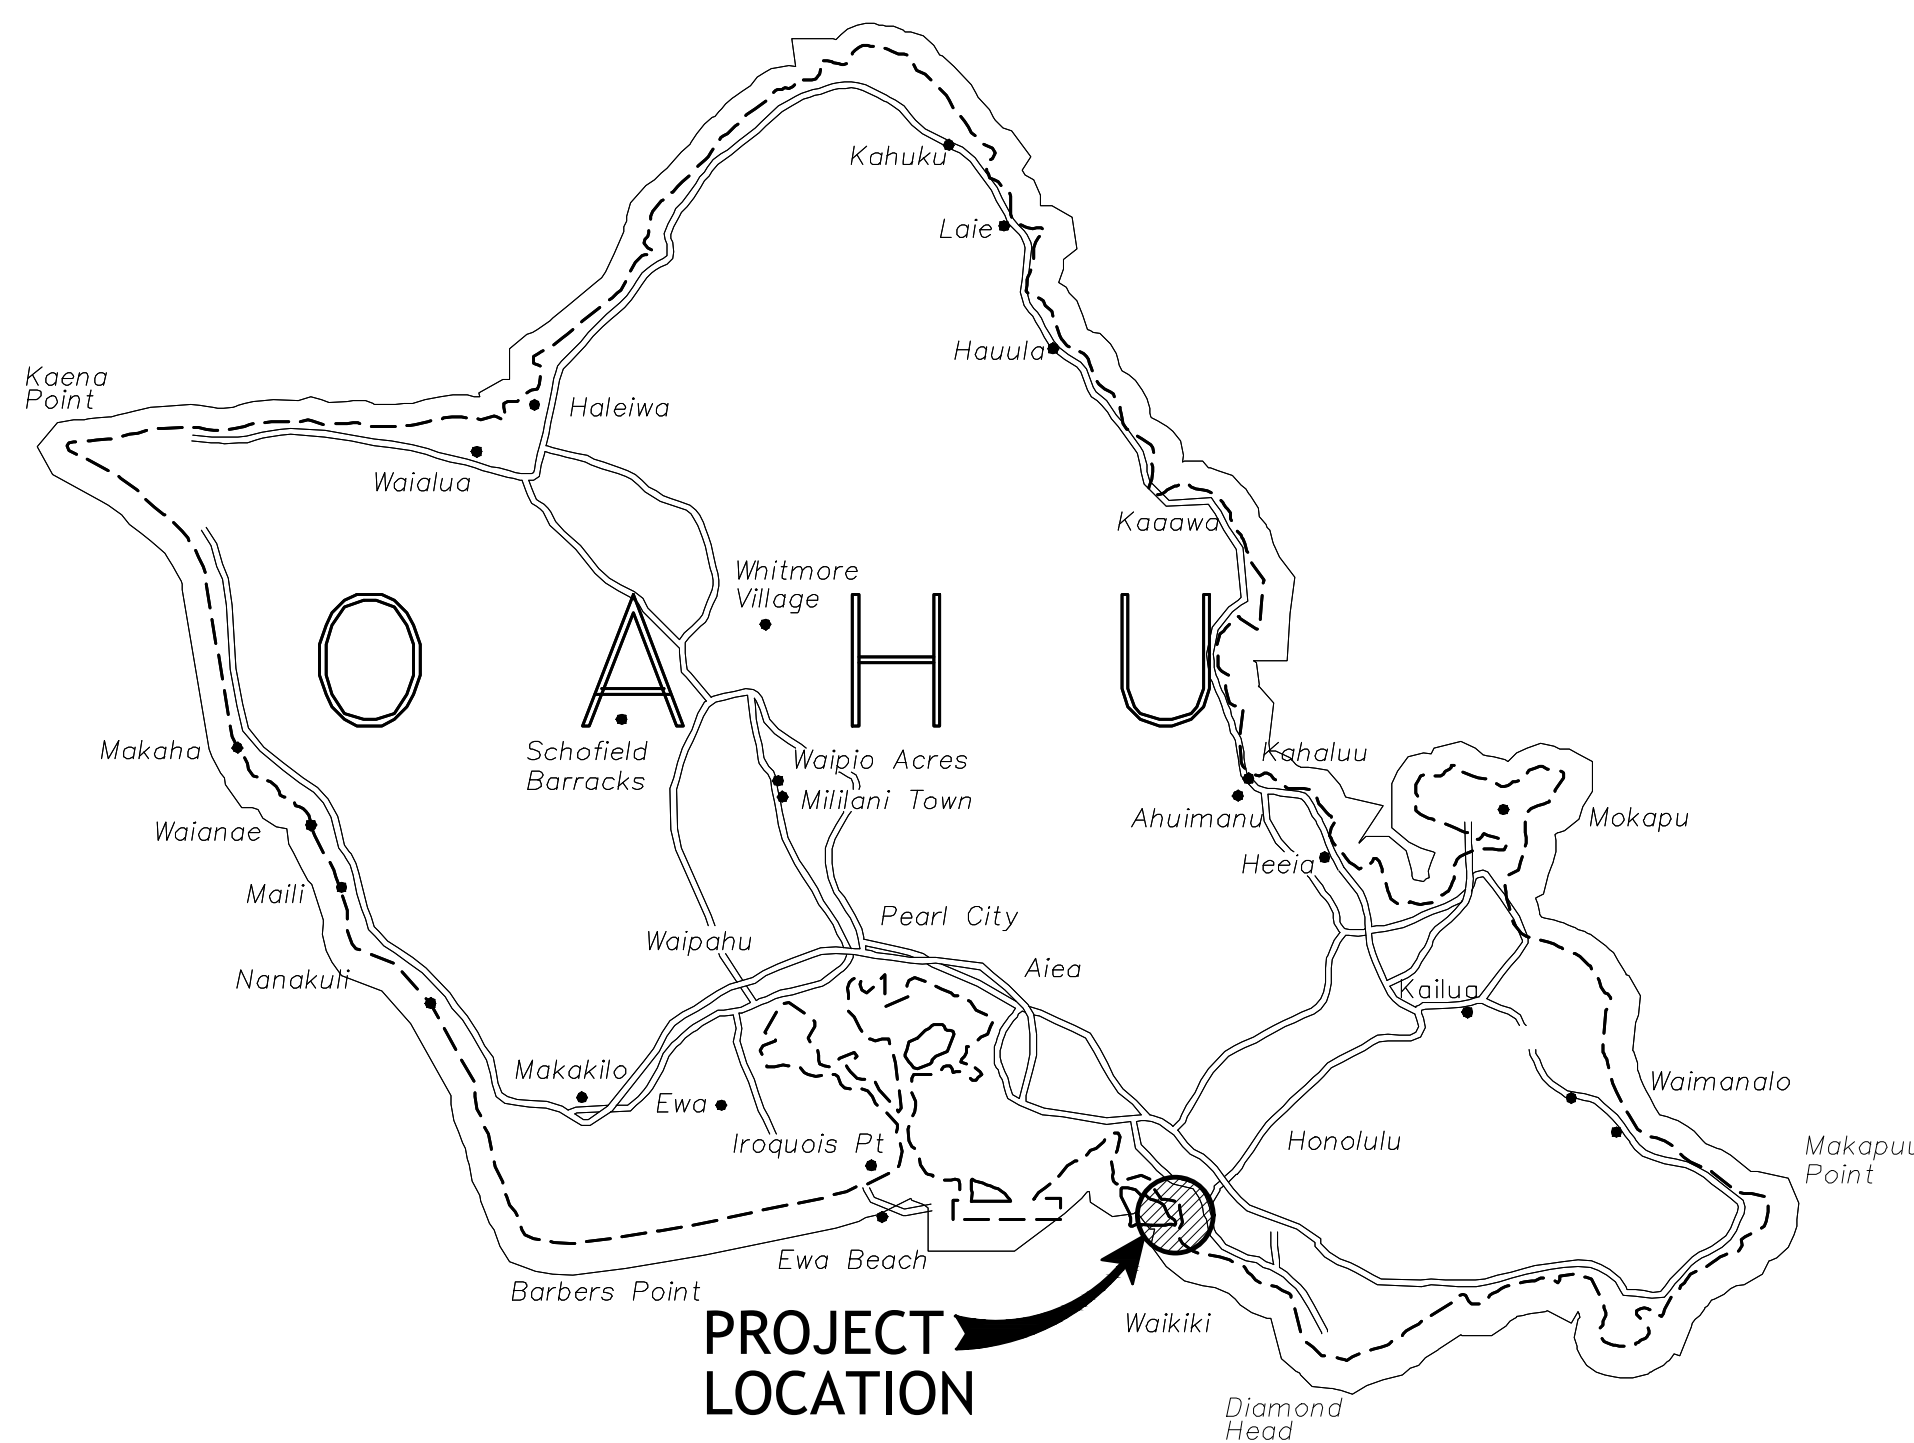 Kahuku
Laie
Hauula
Kaena
Point
Haleiwa
Waialua
Kaaawa
Whitmore
Village
O A H U
Makaha
Schofield
Barracks
Waipio Acres
Mililani Town
Kahaluu
Ahuimanu
Mokapu
Waianae
Heeia
Maili
Pearl City
Waipahu
Aiea
Nanakuli
Kailua
Makakilo
Ewa
Waimanalo
Iroquois Pt
Honolulu
Makapuu
Point
Ewa Beach
Barbers Point
Waikiki
PROJECT
LOCATION
Diamond
Head